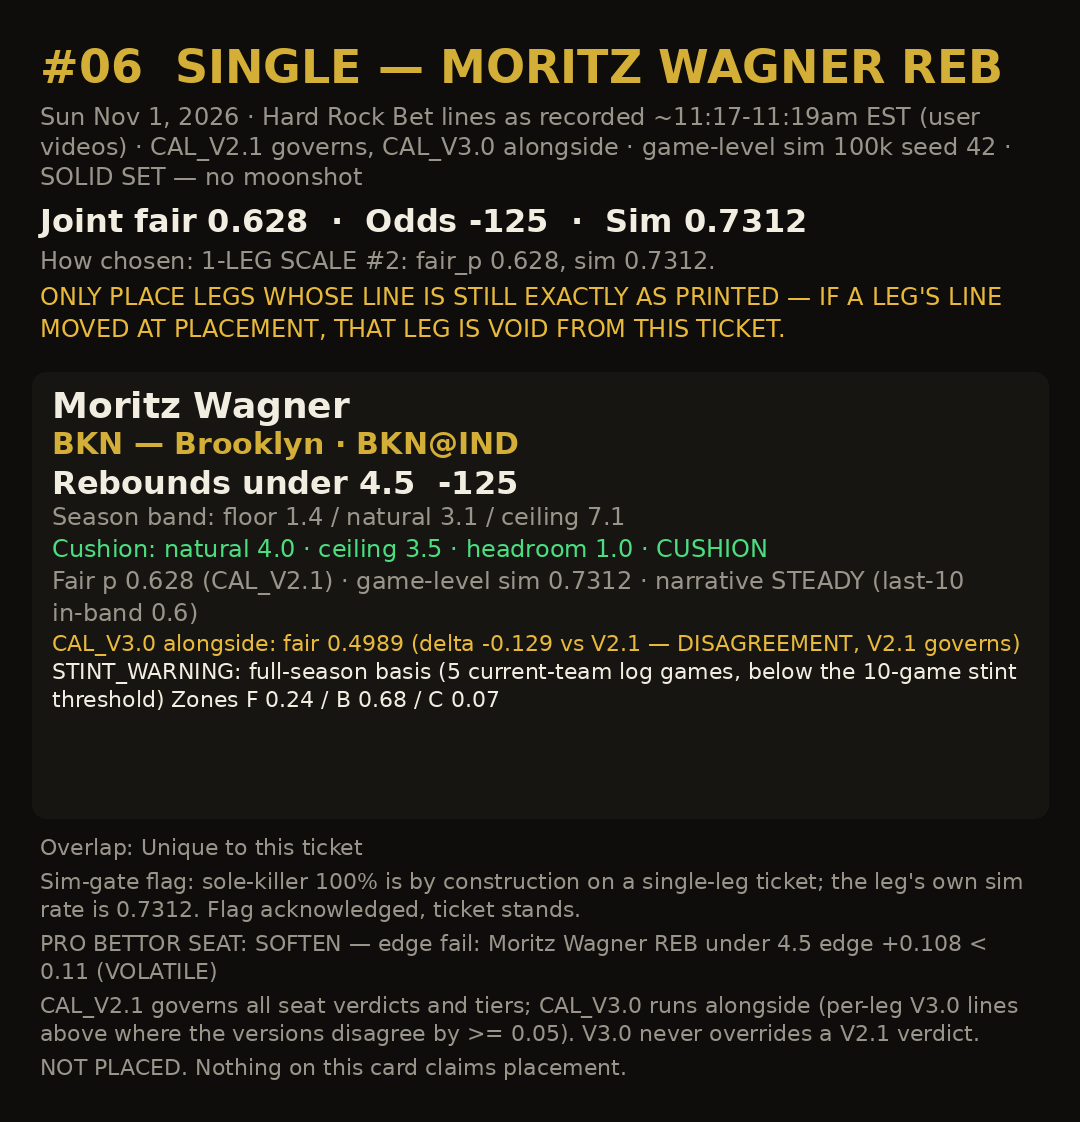 #06  SINGLE — MORITZ WAGNER REB
Sun Nov 1, 2026 · Hard Rock Bet lines as recorded ~11:17-11:19am EST (user
videos) · CAL_V2.1 governs, CAL_V3.0 alongside · game-level sim 100k seed 42 ·
SOLID SET — no moonshot
Joint fair 0.628  ·  Odds -125  ·  Sim 0.7312
How chosen: 1-LEG SCALE #2: fair_p 0.628, sim 0.7312.
ONLY PLACE LEGS WHOSE LINE IS STILL EXACTLY AS PRINTED — IF A LEG'S LINE
MOVED AT PLACEMENT, THAT LEG IS VOID FROM THIS TICKET.
Moritz Wagner
BKN — Brooklyn · BKN@IND
Rebounds under 4.5  -125
Season band: floor 1.4 / natural 3.1 / ceiling 7.1
Cushion: natural 4.0 · ceiling 3.5 · headroom 1.0 · CUSHION
Fair p 0.628 (CAL_V2.1) · game-level sim 0.7312 · narrative STEADY (last-10
in-band 0.6)
CAL_V3.0 alongside: fair 0.4989 (delta -0.129 vs V2.1 — DISAGREEMENT, V2.1 governs)
STINT_WARNING: full-season basis (5 current-team log games, below the 10-game stint
threshold) Zones F 0.24 / B 0.68 / C 0.07
Overlap: Unique to this ticket
Sim-gate flag: sole-killer 100% is by construction on a single-leg ticket; the leg's own sim
rate is 0.7312. Flag acknowledged, ticket stands.
PRO BETTOR SEAT: SOFTEN — edge fail: Moritz Wagner REB under 4.5 edge +0.108 <
0.11 (VOLATILE)
CAL_V2.1 governs all seat verdicts and tiers; CAL_V3.0 runs alongside (per-leg V3.0 lines
above where the versions disagree by >= 0.05). V3.0 never overrides a V2.1 verdict.
NOT PLACED. Nothing on this card claims placement.